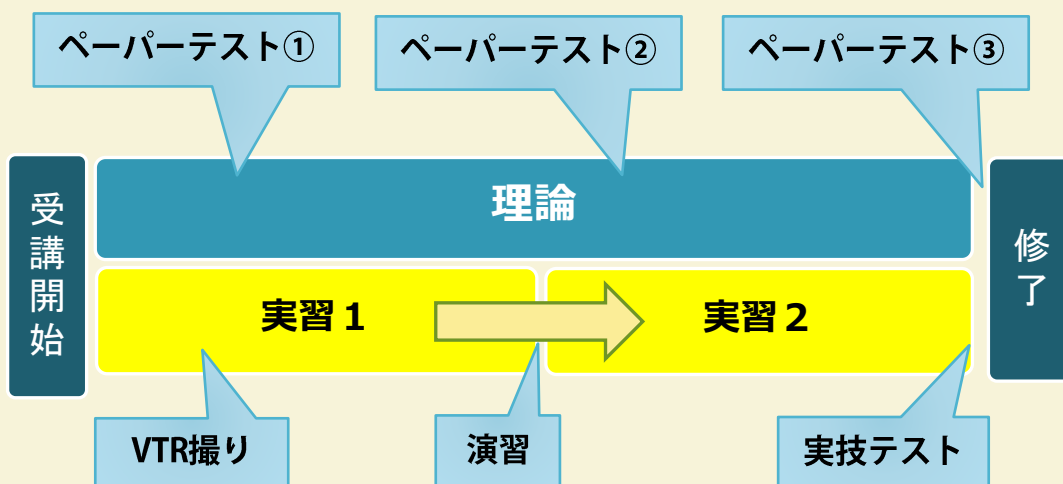 ペーパーテスト①
ペーパーテスト②
ペーパーテスト③
受講開始
理論
修了
実習1
実習2
VTR撮り
演習
実技テスト